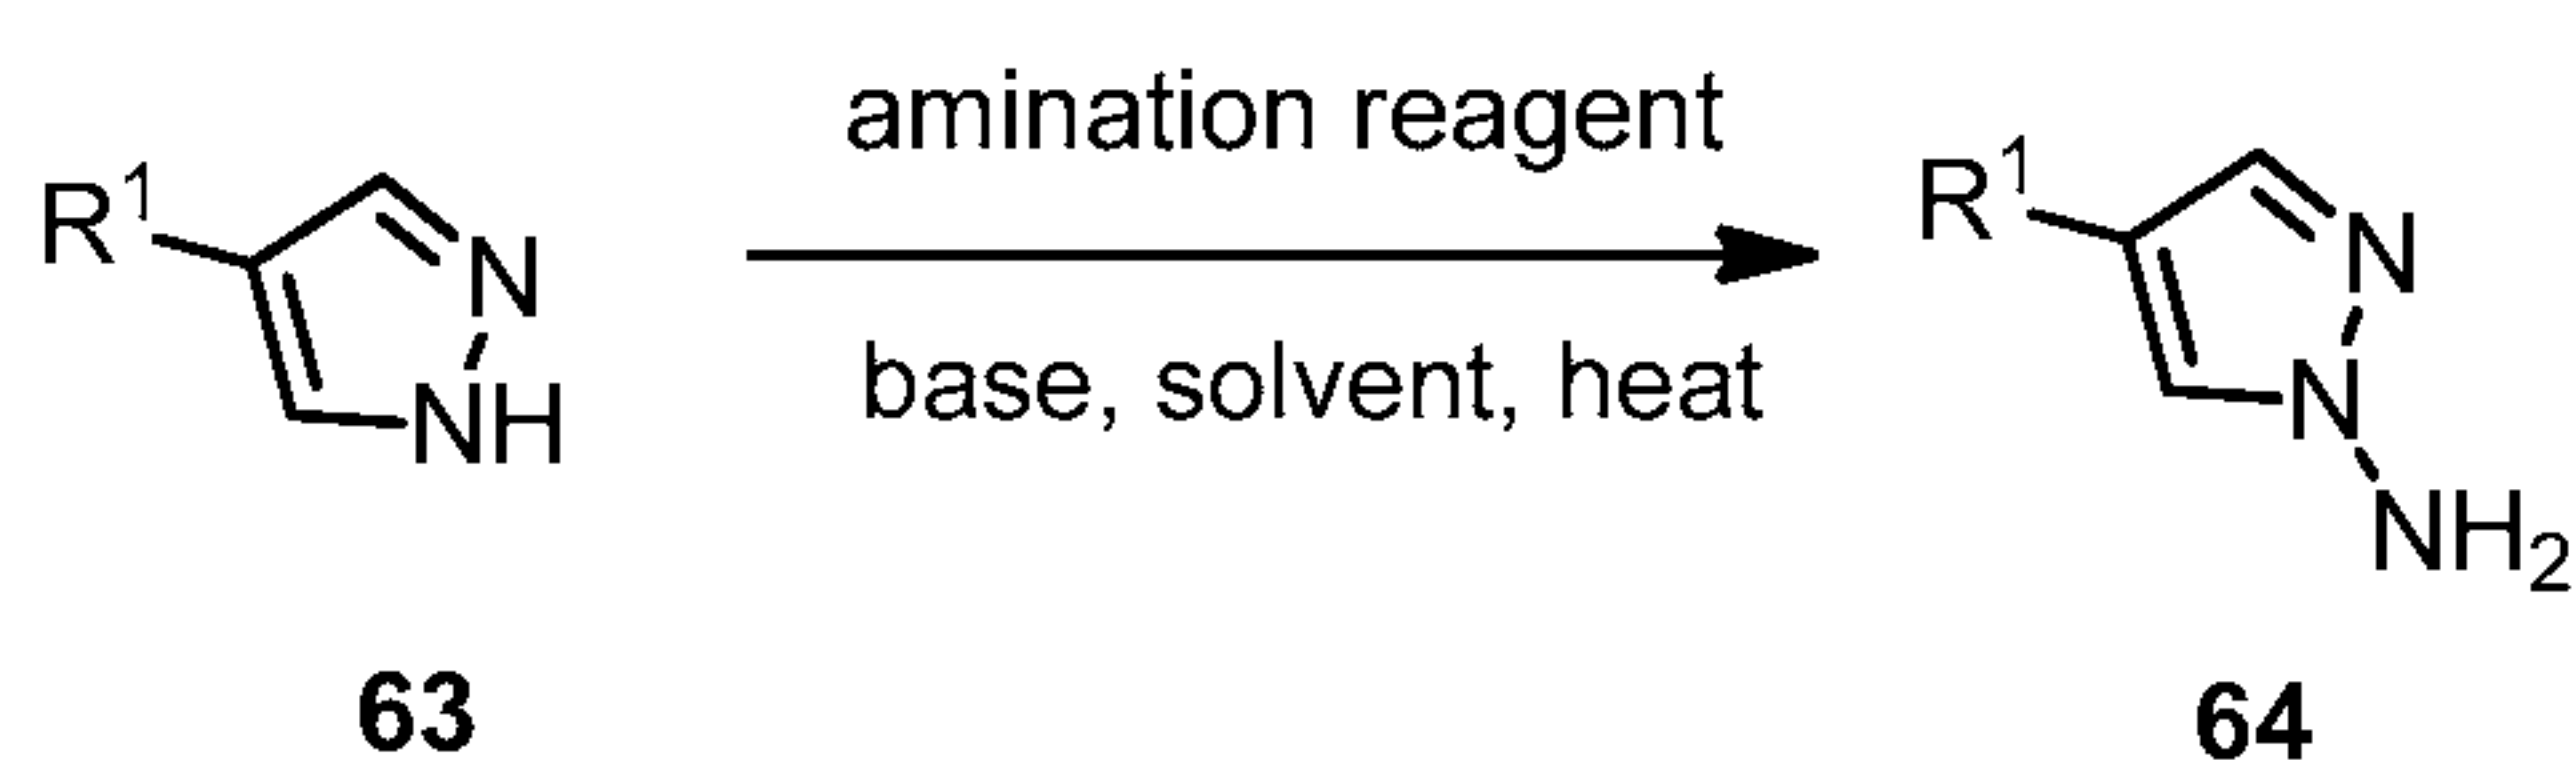 amination reagent
R¹
N
NH
base, solvent, heat
R¹
N
N
NH₂
63
64